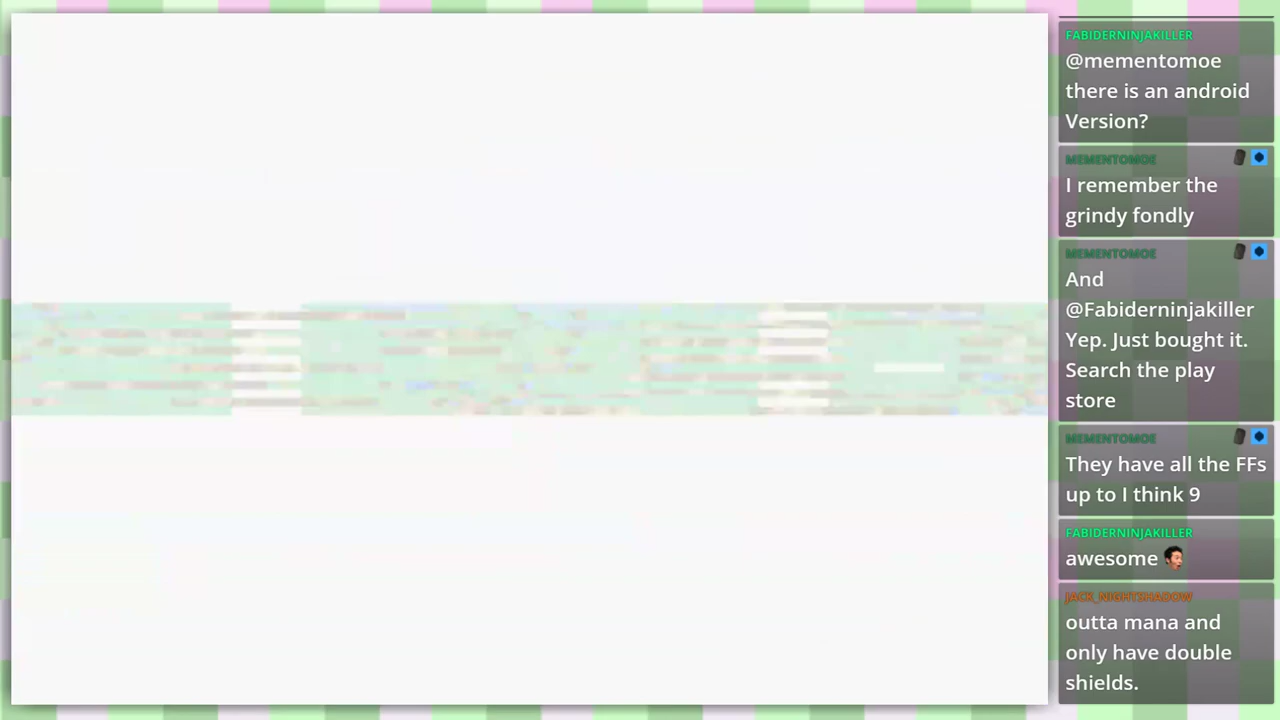 FABIDERNINJAKILLER
@mementomoe
there is an android
Version?
MEMENTOMOE
I remember the
grindy fondly
MEMENTOMOE
And
@Fabiderninjakiller
Yep. Just bought it.
Search the play
store
MEMENTOMOE
They have all the FFs
up to I think 9
FABIDERNINJAKILLER
awesome
JACK_NIGHTSHADOW
outta mana and
only have double
shields.